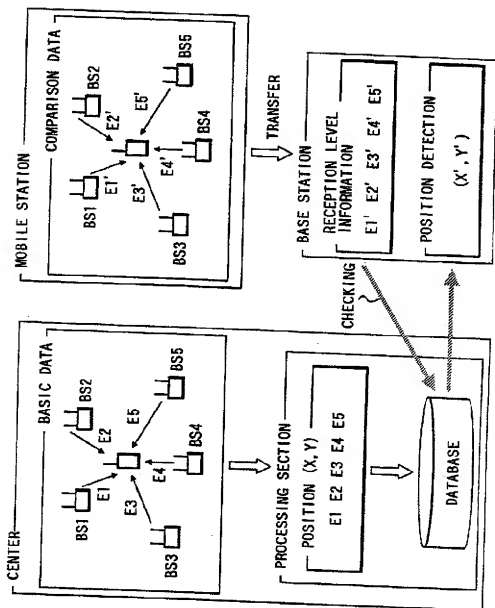 CENTER
BASIC DATA
BS1
BS2
E1
E2
E3
E4
E5
BS3
BS4
BS5
PROCESSING SECTION
POSITION (X, Y)
E1 E2 E3 E4 E5
DATABASE
MOBILE STATION
COMPARISON DATA
BS1
BS2
E1'
E2'
E3'
E4'
E5'
BS3
BS4
BS5
TRANSFER
BASE STATION
RECEPTION LEVEL
INFORMATION
E1' E2' E3' E4' E5'
POSITION DETECTION
(X', Y')
CHECKING